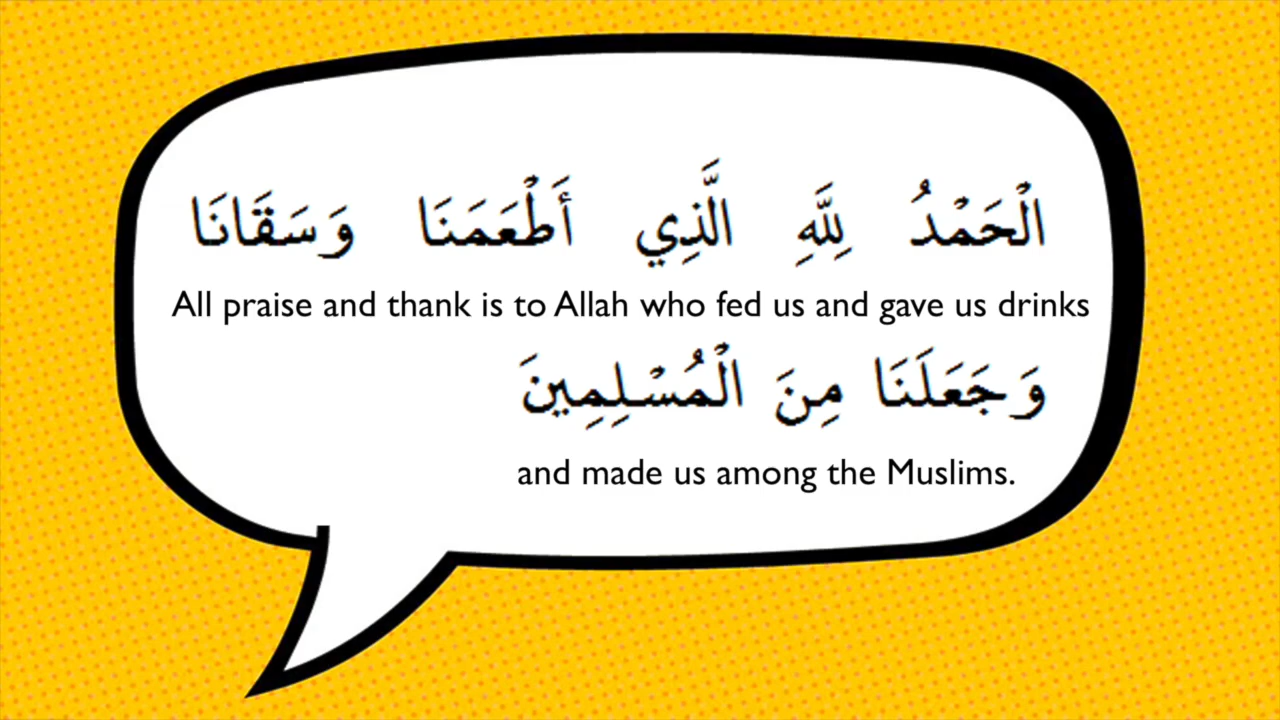 الْحَمْدُ لِلَّهِ الَّذِي أَطْعَمَنَا وَسَقَانَا
All praise and thank is to Allah who fed us and gave us drinks
وَجَعَلَنَا مِنَ الْمُسْلِمِينَ
and made us among the Muslims.